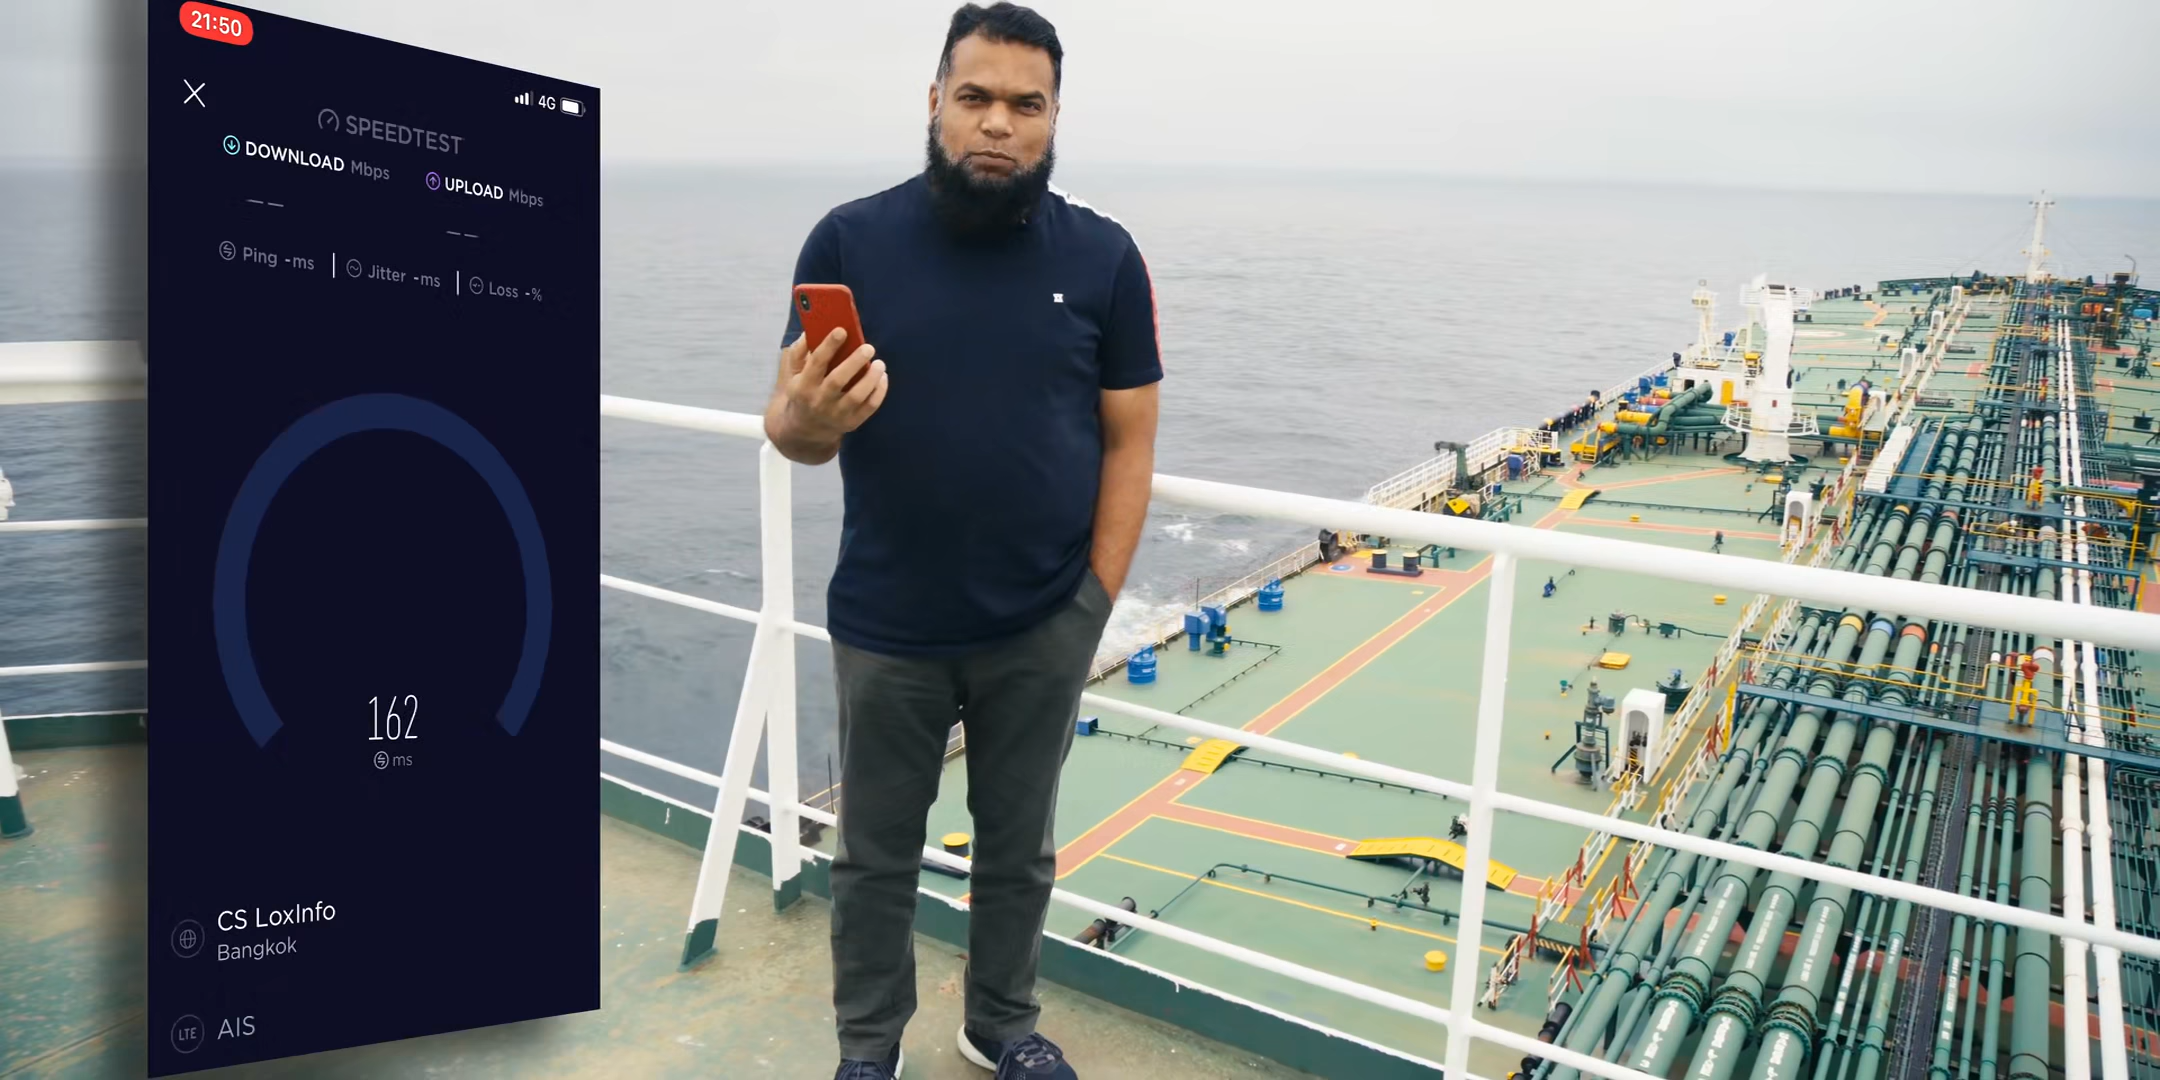 21:50
4G
SPEEDTEST
DOWNLOAD Mbps
UPLOAD Mbps
— —
— —
Ping -ms | Jitter -ms | Loss -%
162
ms
CS LoxInfo
Bangkok
LTE AIS